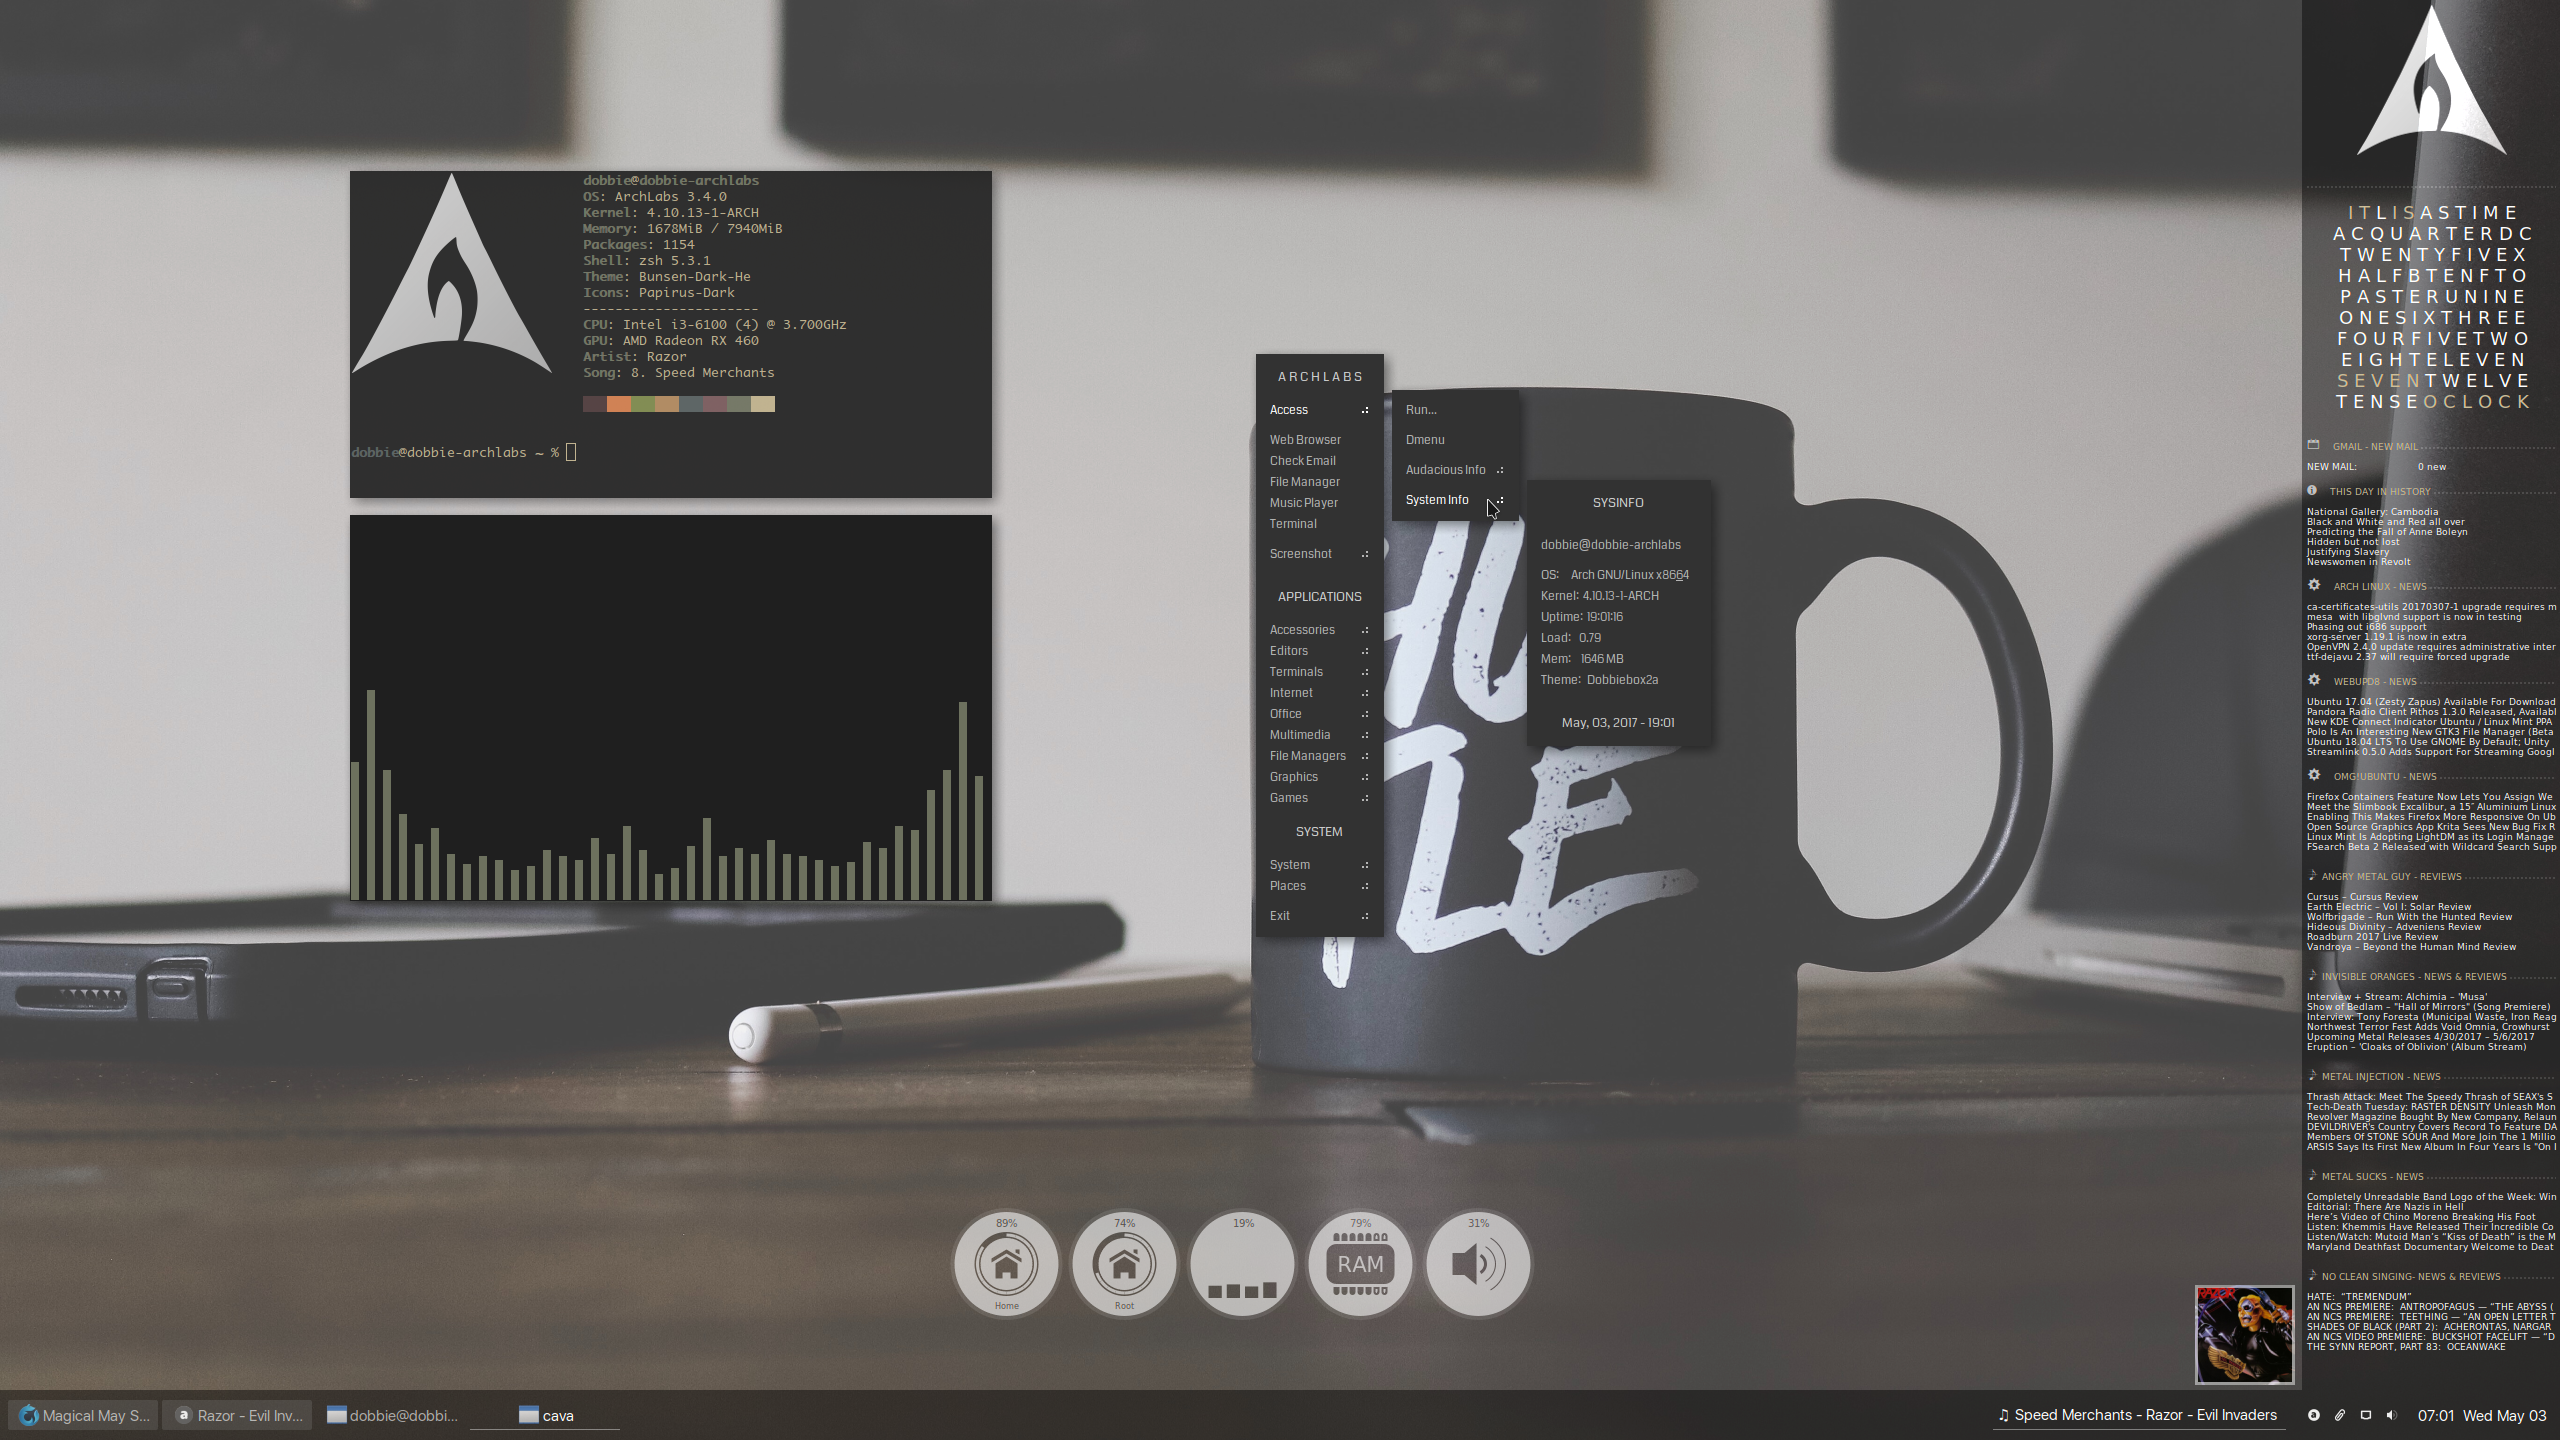 dobbie@dobbie-archlabs
OS: ArchLabs 3.4.0
Kernel: 4.10.13-1-ARCH
Memory: 1678MiB / 7940MiB
Packages: 1154
Shell: zsh 5.3.1
Theme: Bunsen-Dark-He
Icons: Papirus-Dark
----------------------
CPU: Intel i3-6100 (4) @ 3.700GHz
GPU: AMD Radeon RX 460
Artist: Razor
Song: 8. Speed Merchants
dobbie@dobbie-archlabs ~ %
ARCHLABS
Access
Web Browser
Check Email
File Manager
Music Player
Terminal
Screenshot
APPLICATIONS
Accessories
Editors
Terminals
Internet
Office
Multimedia
File Managers
Graphics
Games
SYSTEM
System
Places
Exit
Run...
Dmenu
Audacious Info
System Info
SYSINFO
dobbie@dobbie-archlabs
OS: Arch GNU/Linux x8664
Kernel: 4.10.13-1-ARCH
Uptime: 19:01:16
Load: 0.79
Mem: 1646 MB
Theme: Dobbiebox2a
May, 03, 2017 - 19:01
89%
Home
74%
Root
19%
79%
RAM
31%
ITLISASTIME
ACQUARTERDC
TWENTYFIVEX
HALFBTENFTO
PASTERUNINE
ONESIXTHREE
FOURFIVETWO
EIGHTELEVEN
SEVENTWELVE
TENSEOCLOCK
GMAIL - NEW MAIL
NEW MAIL: 0 new
THIS DAY IN HISTORY
National Gallery: Cambodia
Black and White and Red all over
Predicting the Fall of Anne Boleyn
Hidden but not lost
Justifying Slavery
Newswomen in Revolt
ARCH LINUX - NEWS
ca-certificates-utils 20170307-1 upgrade requires m
mesa with libglvnd support is now in testing
Phasing out i686 support
xorg-server 1.19.1 is now in extra
OpenVPN 2.4.0 update requires administrative inter
ttf-dejavu 2.37 will require forced upgrade
WEBUPD8 - NEWS
Ubuntu 17.04 (Zesty Zapus) Available For Download
Pandora Radio Client Pithos 1.3.0 Released, Availabl
New KDE Connect Indicator Ubuntu / Linux Mint PPA
Polo Is An Interesting New GTK3 File Manager (Beta
Ubuntu 18.04 LTS To Use GNOME By Default; Unity
Streamlink 0.5.0 Adds Support For Streaming Googl
OMG!UBUNTU - NEWS
Firefox Containers Feature Now Lets You Assign We
Meet the Slimbook Excalibur, a 15" Aluminium Linux
Enabling This Makes Firefox More Responsive On Ub
Open Source Graphics App Krita Sees New Bug Fix R
Linux Mint Is Adopting LightDM as its Login Manage
FSearch Beta 2 Released with Wildcard Search Supp
ANGRY METAL GUY - REVIEWS
Cursus – Cursus Review
Earth Electric – Vol I: Solar Review
Wolfbrigade – Run With the Hunted Review
Hideous Divinity – Adveniens Review
Roadburn 2017 Live Review
Vandroya – Beyond the Human Mind Review
INVISIBLE ORANGES - NEWS & REVIEWS
Interview + Stream: Alchimia – 'Musa'
Show of Bedlam – "Hall of Mirrors" (Song Premiere)
Interview: Tony Foresta (Municipal Waste, Iron Reag
Northwest Terror Fest Adds Void Omnia, Crowhurst
Upcoming Metal Releases 4/30/2017 – 5/6/2017
Eruption – 'Cloaks of Oblivion' (Album Stream)
METAL INJECTION - NEWS
Thrash Attack: Meet The Speedy Thrash of SEAX's S
Tech-Death Tuesday: RASTER DENSITY Unleash Mon
Revolver Magazine Bought By New Company, Relaun
DEVILDRIVER's Country Covers Record To Feature DA
Members Of STONE SOUR And More Join The 1 Millio
ARSIS Says Its First New Album In Four Years Is "On I
METAL SUCKS - NEWS
Completely Unreadable Band Logo of the Week: Win
Editorial: There Are Nazis in Hell
Here's Video of Chino Moreno Breaking His Foot
Listen: Khemmis Have Released Their Incredible Co
Listen/Watch: Mutoid Man's "Kiss of Death" is the M
Maryland Deathfast Documentary Welcome to Deat
NO CLEAN SINGING- NEWS & REVIEWS
HATE: "TREMENDUM"
AN NCS PREMIERE: ANTROPOFAGUS — "THE ABYSS (
AN NCS PREMIERE: TEETHING — "AN OPEN LETTER T
SHADES OF BLACK (PART 2): ACHERONTAS, NARGAR
AN NCS VIDEO PREMIERE: BUCKSHOT FACELIFT — "D
THE SYNN REPORT, PART 83: OCEANWAKE
RAZOR
Magical May S...
Razor - Evil Inv...
dobbie@dobbi...
cava
♫ Speed Merchants - Razor - Evil Invaders
07:01 Wed May 03